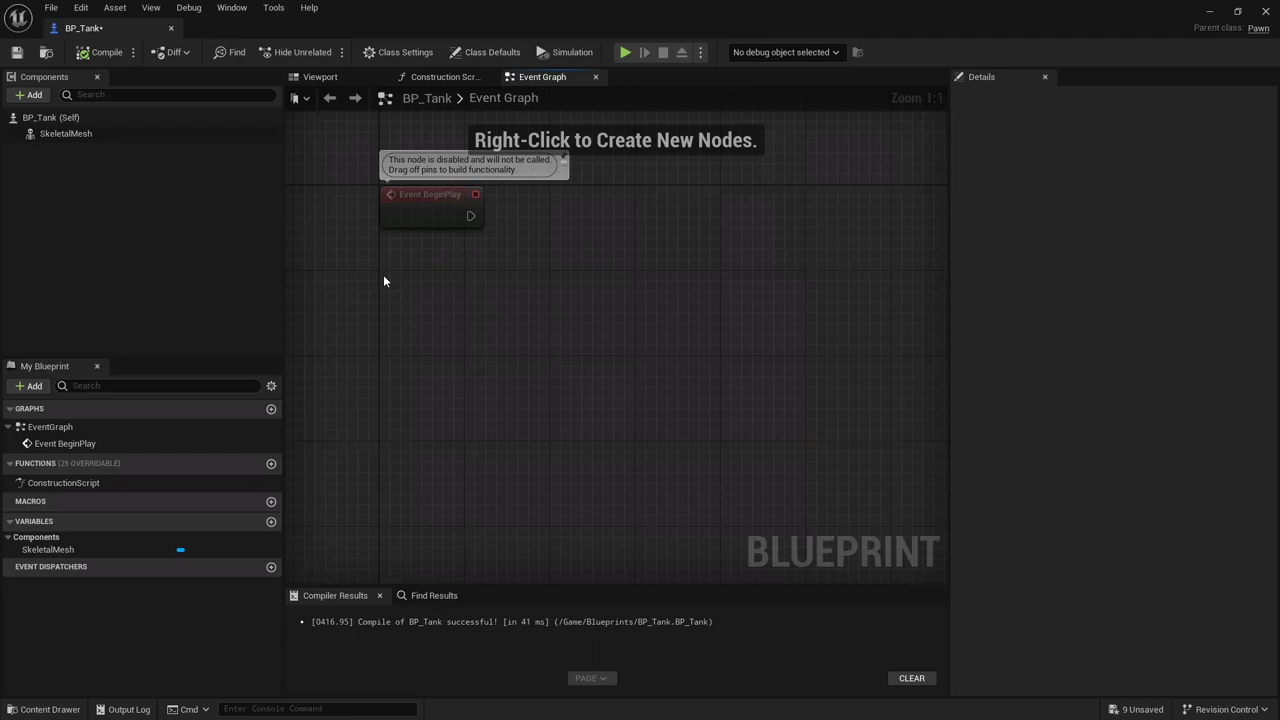 File Edit Asset View Debug Window Tools Help
BP_Tank•
Parent class: Pawn
Compile Diff Find Hide Unrelated Class Settings Class Defaults Simulation No debug object selected
Components
Add Search
BP_Tank (Self)
SkeletalMesh
Viewport Construction Scr... Event Graph
BP_Tank > Event Graph
Zoom 1:1
Right-Click to Create New Nodes.
This node is disabled and will not be called.
Drag off pins to build functionality.
Event BeginPlay
BLUEPRINT
Details
My Blueprint
Add Search
GRAPHS
EventGraph
Event BeginPlay
FUNCTIONS (25 OVERRIDABLE)
ConstructionScript
MACROS
VARIABLES
Components
SkeletalMesh
EVENT DISPATCHERS
Compiler Results Find Results
• [0416.95] Compile of BP_Tank successful! [in 41 ms] (/Game/Blueprints/BP_Tank.BP_Tank)
PAGE
CLEAR
Content Drawer Output Log Cmd Enter Console Command 9 Unsaved Revision Control